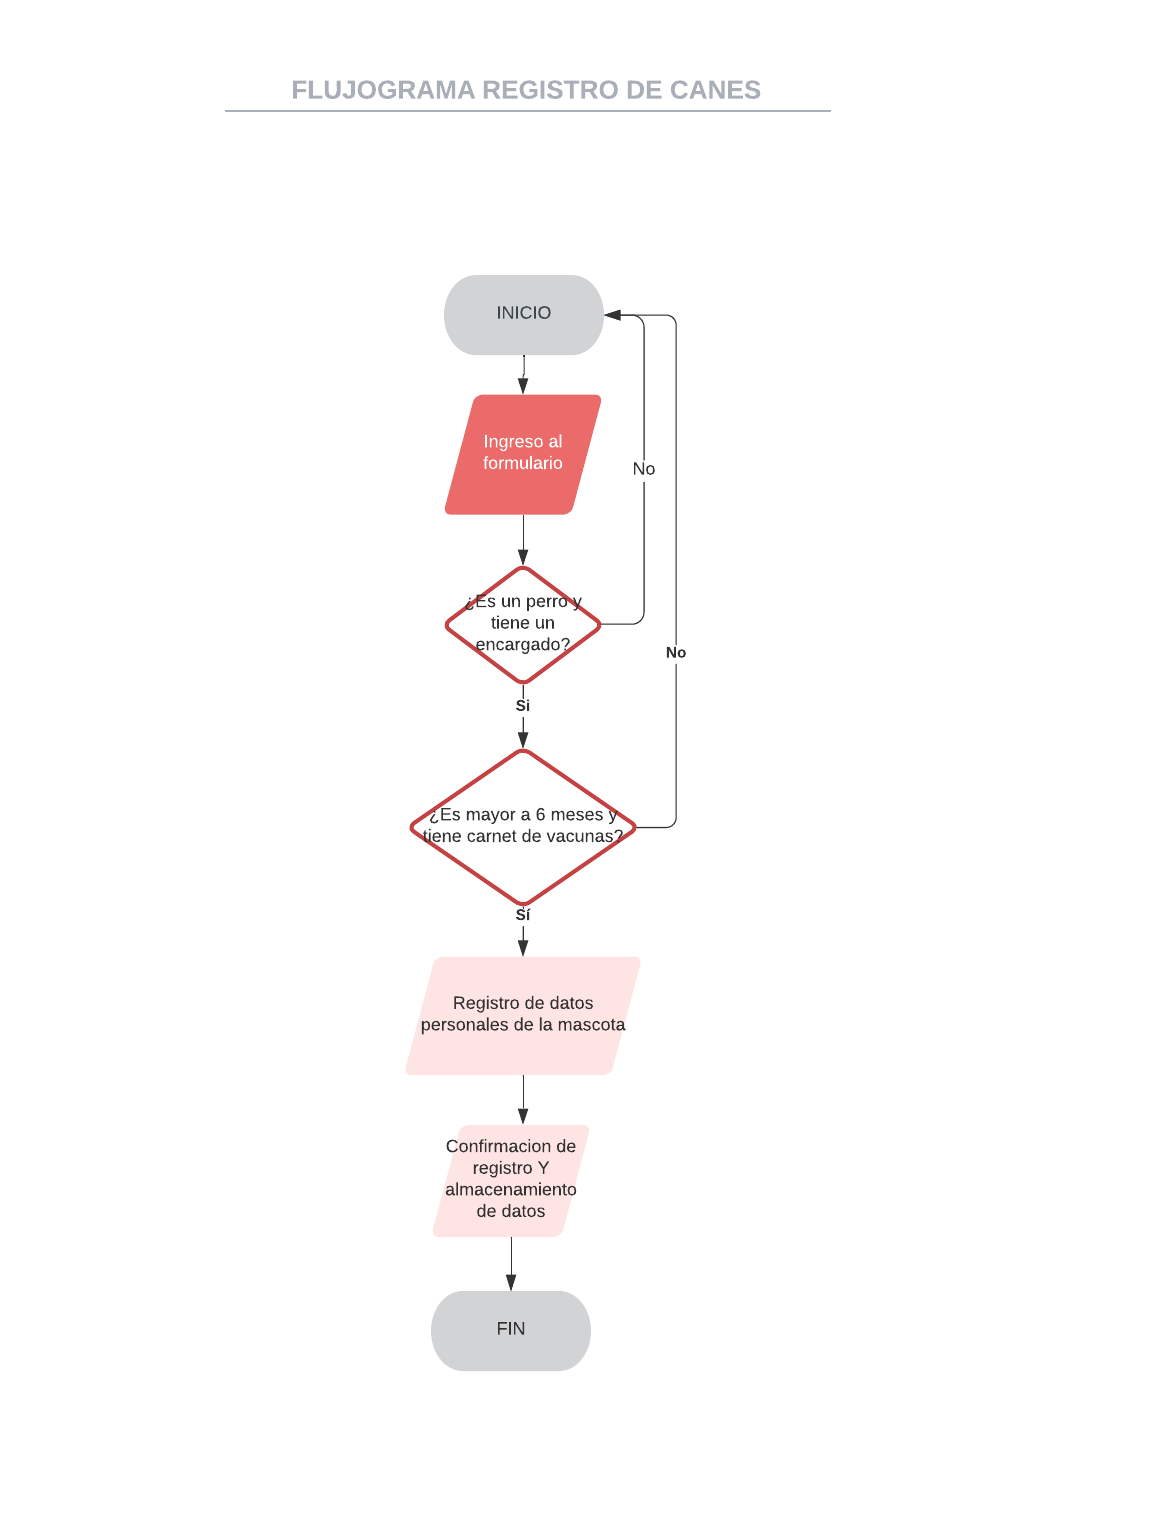 FLUJOGRAMA REGISTRO DE CANES
INICIO
Ingreso al
formulario
No
¿Es un perro y
tiene un
encargado?
No
Si
¿Es mayor a 6 meses y
tiene carnet de vacunas?
Sí
Registro de datos
personales de la mascota
Confirmacion de
registro Y
almacenamiento
de datos
FIN